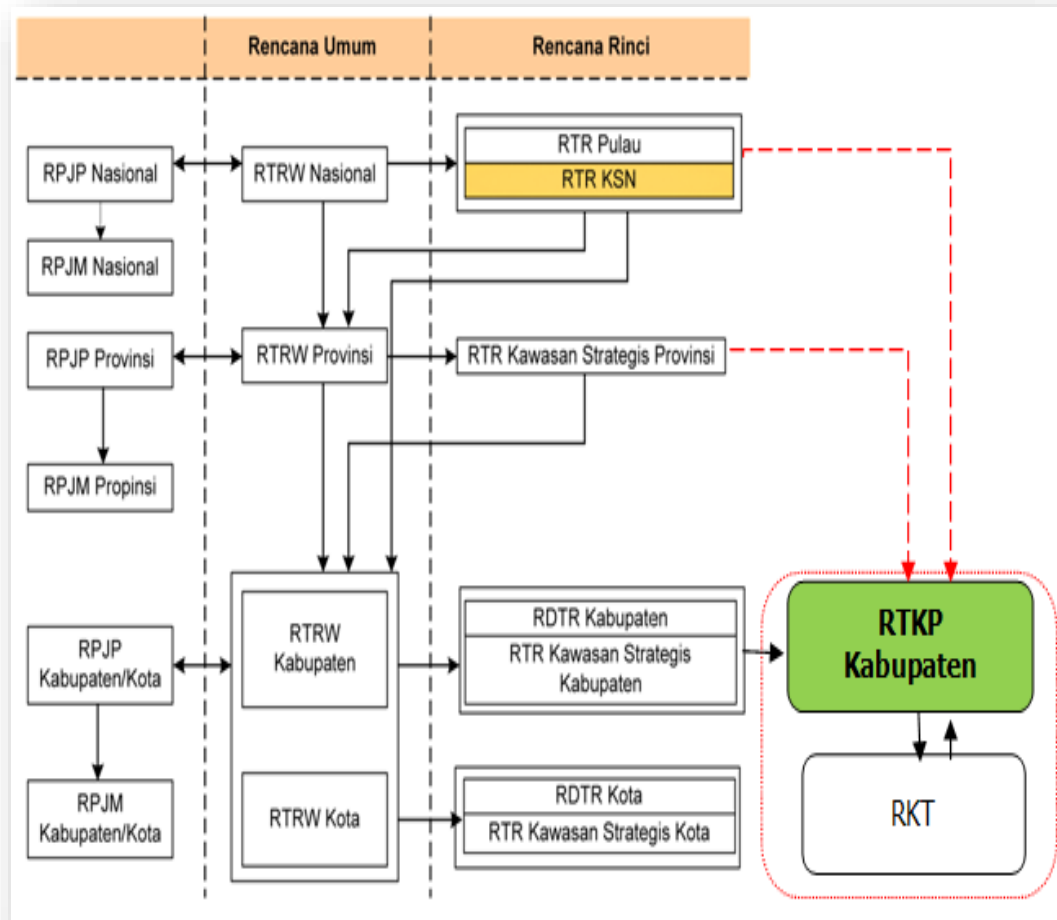 Rencana Umum
Rencana Rinci
RPJP Nasional
RTRW Nasional
RTR Pulau
RTR KSN
RPJM Nasional
RPJP Provinsi
RTRW Provinsi
RTR Kawasan Strategis Provinsi
RPJM Propinsi
RPJP
Kabupaten/Kota
RTRW
Kabupaten
RDTR Kabupaten
RTR Kawasan Strategis
Kabupaten
RTKP
Kabupaten
RPJM
Kabupaten/Kota
RTRW Kota
RDTR Kota
RTR Kawasan Strategis Kota
RKT